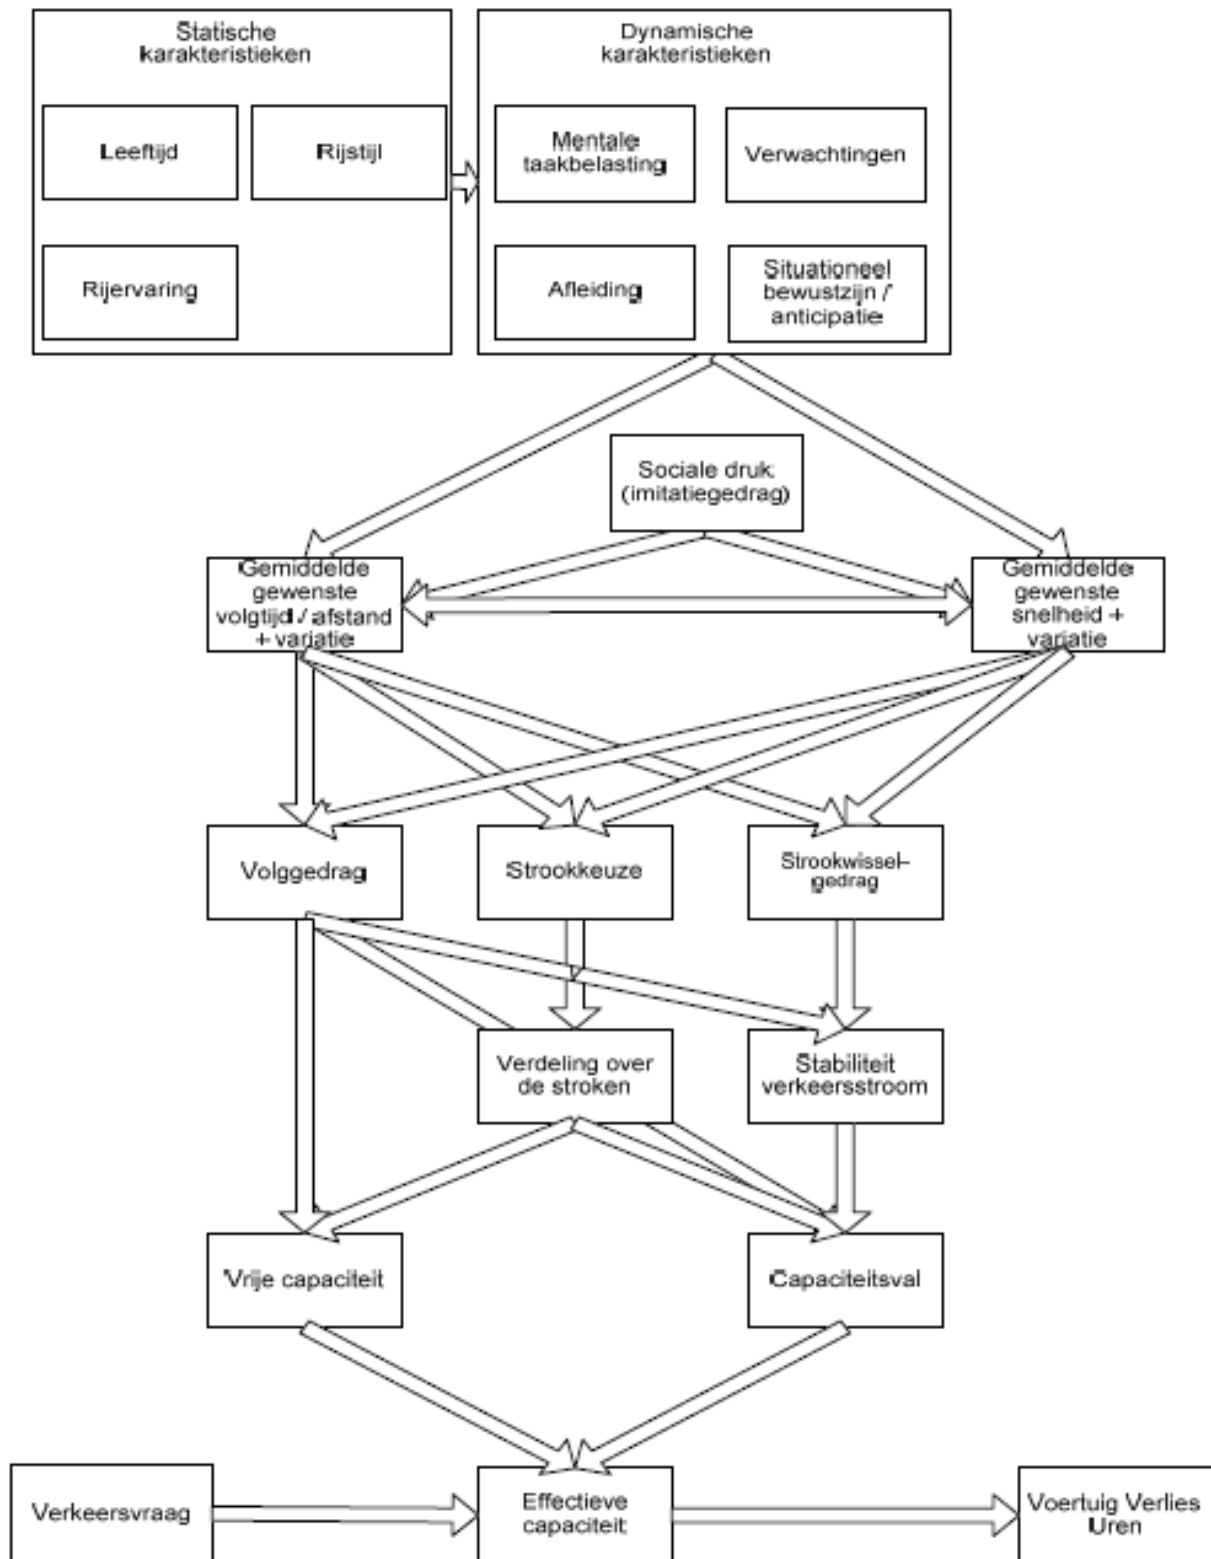 Statische
karakteristieken
Dynamische
karakteristieken
Leeftijd
Rijstijl
Mentale
taakbelasting
Verwachtingen
Rijervaring
Afleiding
Situationeel
bewustzijn /
anticipatie
Sociale druk
(imitatiegedrag)
Gemiddelde
gewenste
volgtijd / afstand
+ variatie
Gemiddelde
gewenste
snelheid +
variatie
Volggedrag
Strookkeuze
Strookwissel-
gedrag
Verdeling over
de stroken
Stabiliteit
verkeersstroom
Vrije capaciteit
Capaciteitsval
Verkeersvraag
Effectieve
capaciteit
Voertuig Verlies
Uren